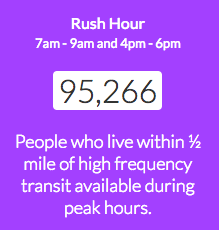 Rush Hour
7am - 9am and 4pm - 6pm
95,266
People who live within ½
mile of high frequency
transit available during
peak hours.